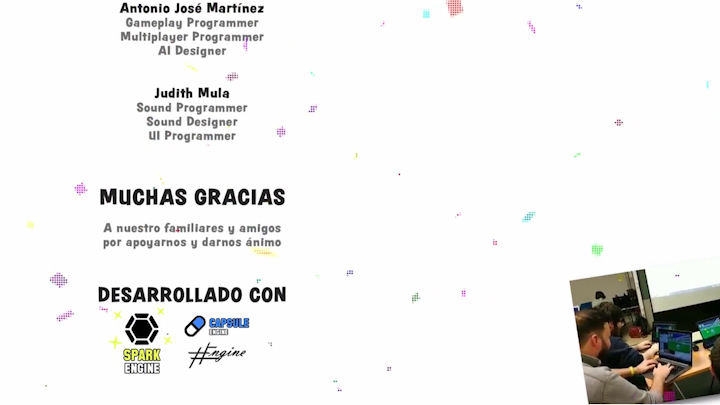 Antonio José Martínez
Gameplay Programmer
Multiplayer Programmer
AI Designer
Judith Mula
Sound Programmer
Sound Designer
UI Programmer
MUCHAS GRACIAS
A nuestro familiares y amigos
por apoyarnos y darnos ánimo
DESARROLLADO CON
SPARK
ENGINE
CAPSULE
ENGINE
#Engine